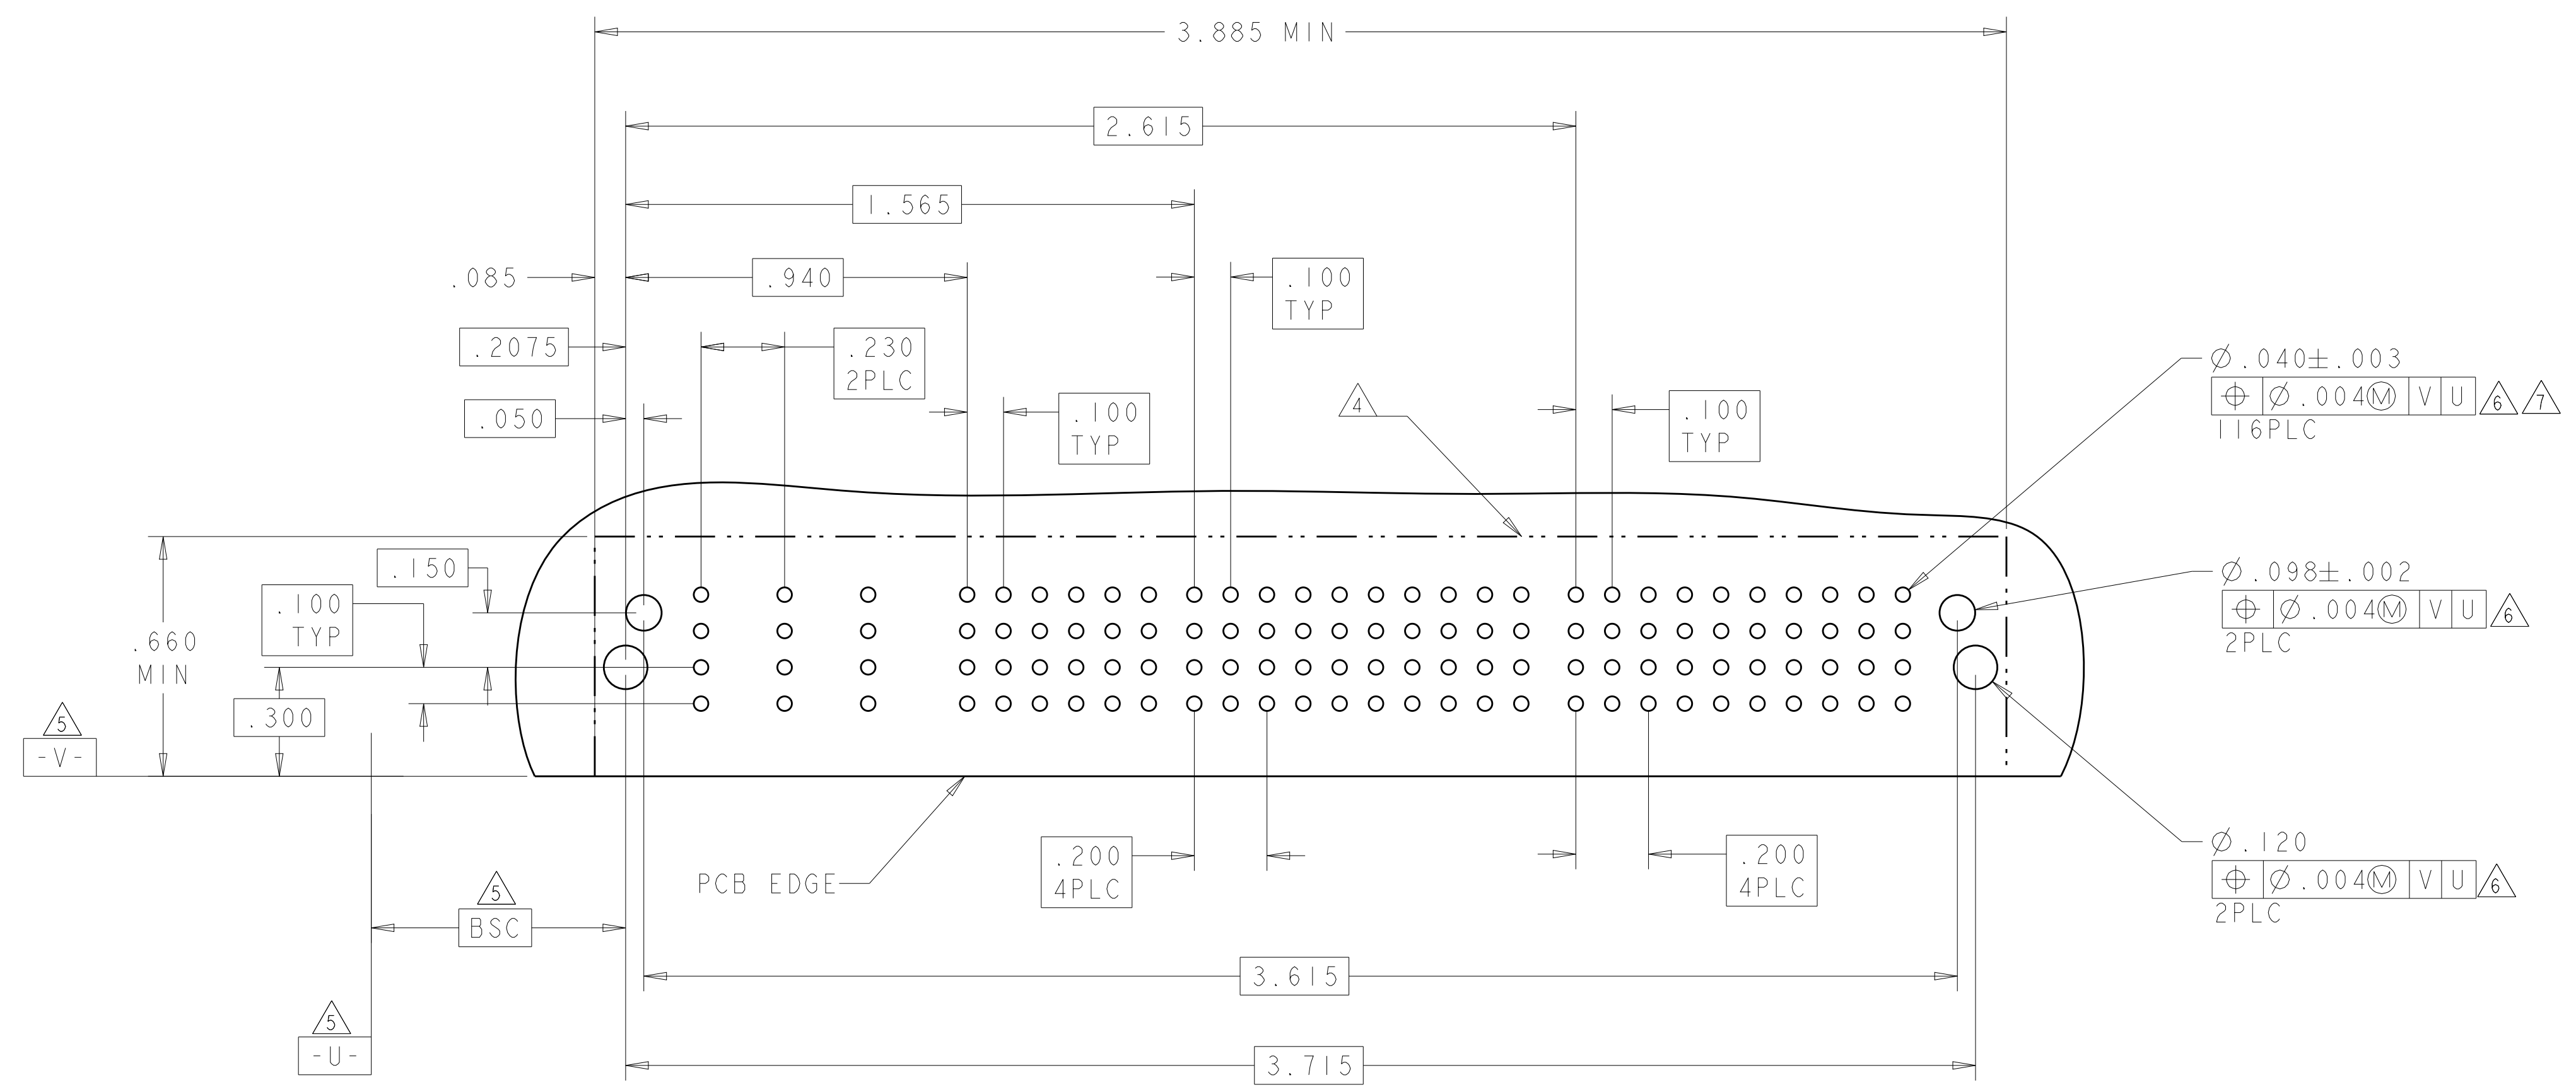 3.885 MIN
2.615
1.565
.085
.940
.100
TYP
.2075
.230
2PLC
.050
.100
TYP
4
.100
TYP
Ø.040±.003
⌖ Ø.004Ⓜ V U 6 7
116PLC
.150
.100
TYP
.660
MIN
Ø.098±.002
⌖ Ø.004Ⓜ V U 6
2PLC
.300
5
-V-
PCB EDGE
.200
4PLC
.200
4PLC
Ø.120
⌖ Ø.004Ⓜ V U 6
2PLC
5
BSC
3.615
5
-U-
3.715